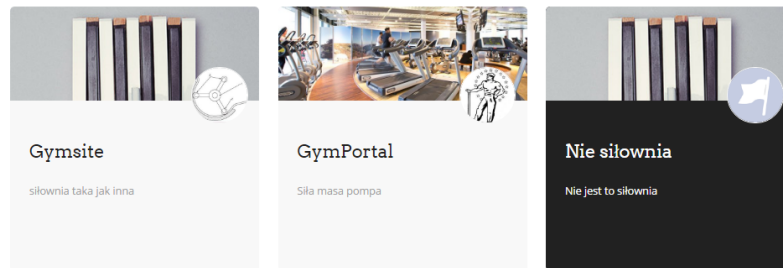 Gymsite
siłownia taka jak inna
GymPortal
Siła masa pompa
Nie siłownia
Nie jest to siłownia